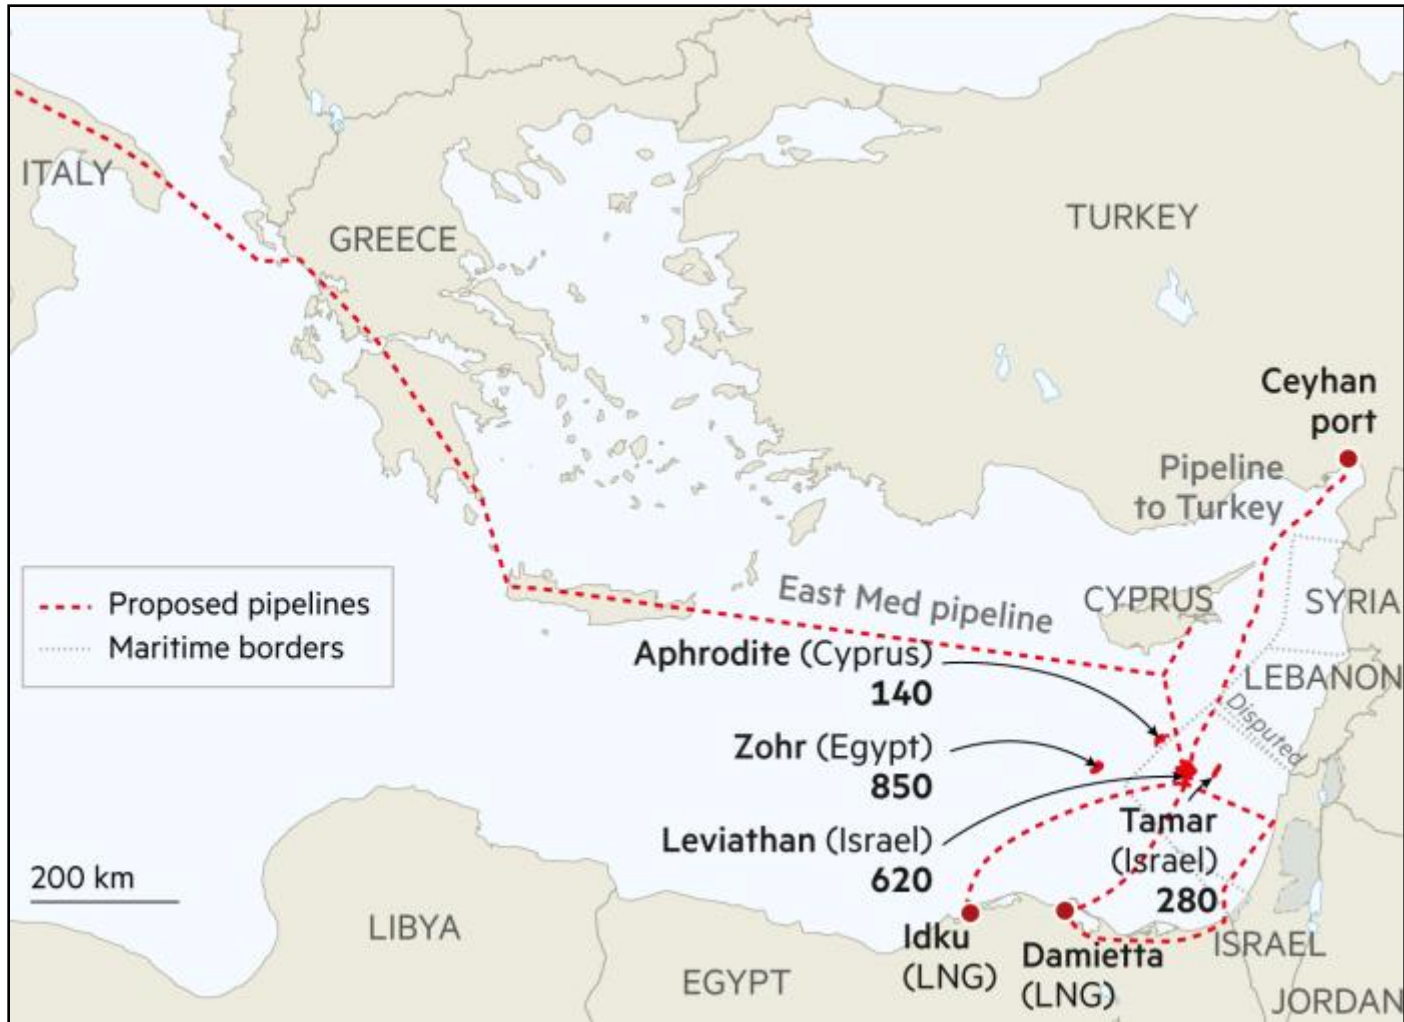 ITALY
GREECE
TURKEY
Ceyhan
port
Pipeline
to Turkey
Proposed pipelines
Maritime borders
East Med pipeline
CYPRUS
SYRIA
Aphrodite (Cyprus)
140
LEBANON
Disputed
Zohr (Egypt)
850
Leviathan (Israel)
620
Tamar
(Israel)
280
200 km
LIBYA
EGYPT
Idku
(LNG)
Damietta
(LNG)
ISRAEL
JORDAN